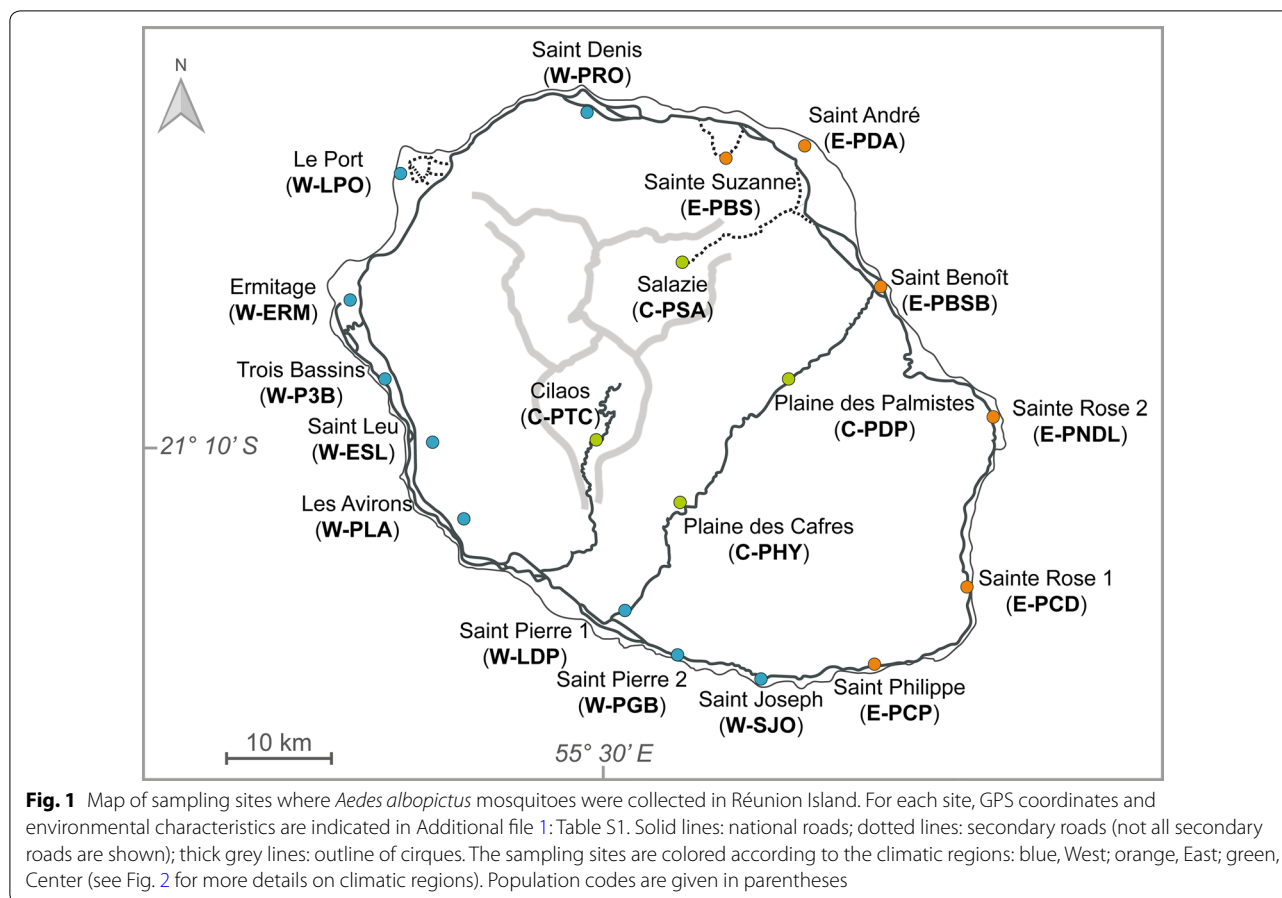 N
Saint Denis
(W-PRO)
Saint André
(E-PDA)
Le Port
(W-LPO)
Sainte Suzanne
(E-PBS)
Ermitage
(W-ERM)
Salazie
(C-PSA)
Saint Benoît
(E-PBSB)
Trois Bassins
(W-P3B)
Cilaos
(C-PTC)
Plaine des Palmistes
(C-PDP)
Sainte Rose 2
(E-PNDL)
Saint Leu
(W-ESL)
21° 10' S
Les Avirons
(W-PLA)
Plaine des Cafres
(C-PHY)
Sainte Rose 1
(E-PCD)
Saint Pierre 1
(W-LDP)
Saint Pierre 2
(W-PGB)
Saint Joseph
(W-SJO)
Saint Philippe
(E-PCP)
10 km
55° 30' E
Fig. 1 Map of sampling sites where Aedes albopictus mosquitoes were collected in Réunion Island. For each site, GPS coordinates and
environmental characteristics are indicated in Additional file 1: Table S1. Solid lines: national roads; dotted lines: secondary roads (not all secondary
roads are shown); thick grey lines: outline of cirques. The sampling sites are colored according to the climatic regions: blue, West; orange, East; green,
Center (see Fig. 2 for more details on climatic regions). Population codes are given in parentheses